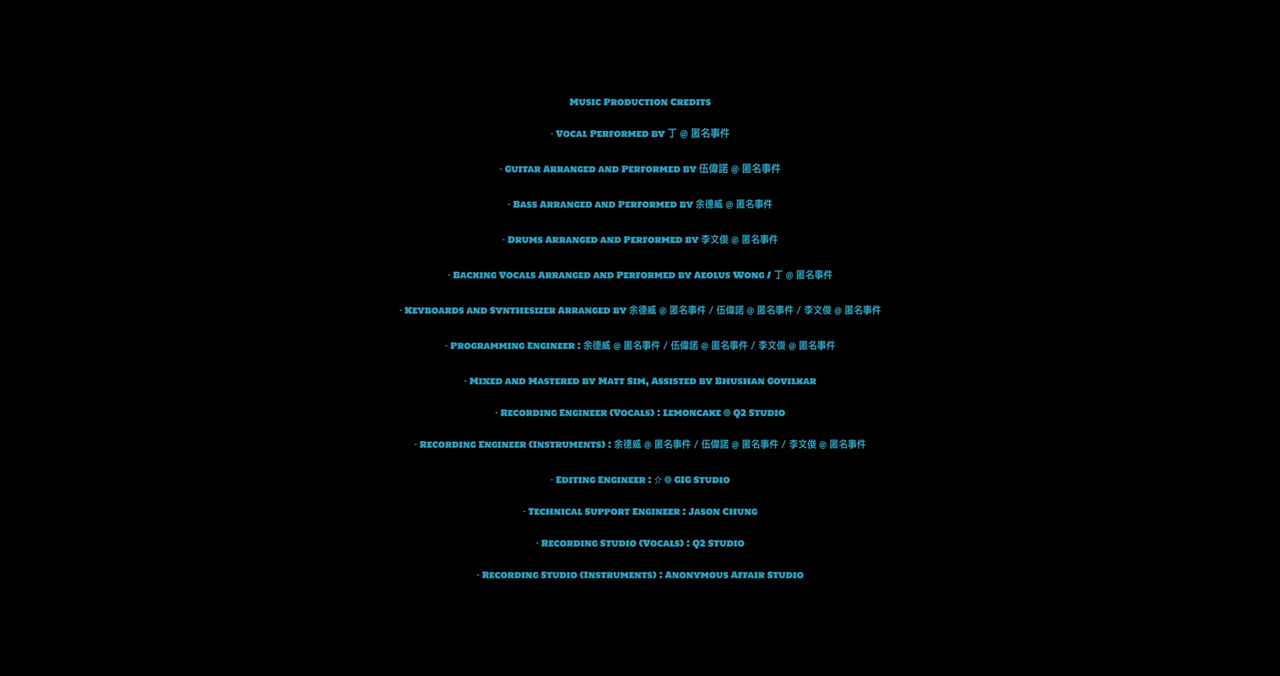 Music Production Credits
- Vocal Performed by 丁 @ 匿名事件
- Guitar Arranged and Performed by 伍偉諾 @ 匿名事件
- Bass Arranged and Performed by 余德威 @ 匿名事件
- Drums Arranged and Performed by 李文俊 @ 匿名事件
- Backing Vocals Arranged and Performed by Aeolus Wong / 丁 @ 匿名事件
- Keyboards and Synthesizer Arranged by 余德威 @ 匿名事件 / 伍偉諾 @ 匿名事件 / 李文俊 @ 匿名事件
- Programming Engineer : 余德威 @ 匿名事件 / 伍偉諾 @ 匿名事件 / 李文俊 @ 匿名事件
- Mixed and Mastered by Matt Sim, Assisted by Bhushan Govilkar
- Recording Engineer (Vocals) : Lemoncake @ Q2 Studio
- Recording Engineer (Instruments) : 余德威 @ 匿名事件 / 伍偉諾 @ 匿名事件 / 李文俊 @ 匿名事件
- Editing Engineer : 介 @ GIG Studio
- Technical Support Engineer : Jason Chung
- Recording Studio (Vocals) : Q2 Studio
- Recording Studio (Instruments) : Anonymous Affair Studio